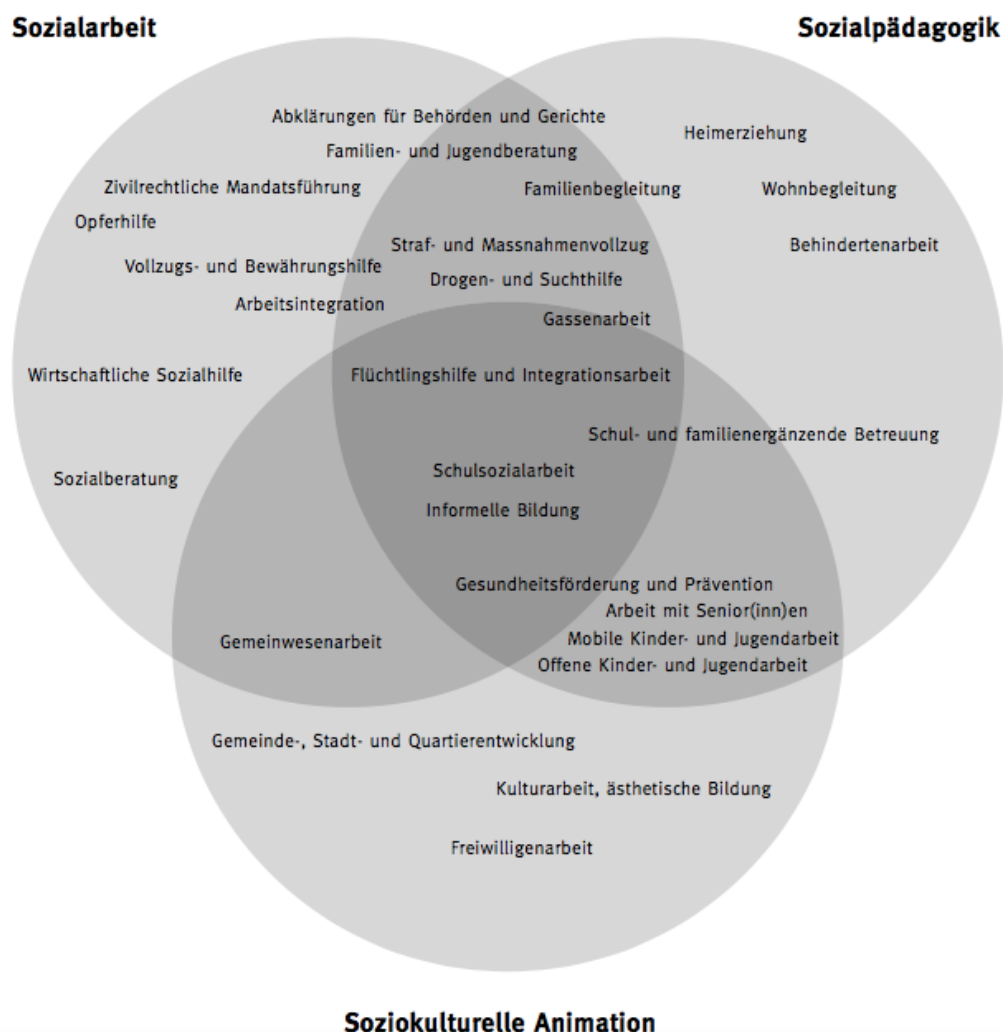 Sozialarbeit
Sozialpädagogik
Abklärungen für Behörden und Gerichte
Heimerziehung
Familien- und Jugendberatung
Zivilrechtliche Mandatsführung
Familienbegleitung
Wohnbegleitung
Opferhilfe
Straf- und Massnahmenvollzug
Behindertenarbeit
Vollzugs- und Bewährungshilfe
Drogen- und Suchthilfe
Arbeitsintegration
Gassenarbeit
Wirtschaftliche Sozialhilfe
Flüchtlingshilfe und Integrationsarbeit
Schul- und familienergänzende Betreuung
Sozialberatung
Schulsozialarbeit
Informelle Bildung
Gesundheitsförderung und Prävention
Arbeit mit Senior(inn)en
Gemeinwesenarbeit
Mobile Kinder- und Jugendarbeit
Offene Kinder- und Jugendarbeit
Gemeinde-, Stadt- und Quartierentwicklung
Kulturarbeit, ästhetische Bildung
Freiwilligenarbeit
Soziokulturelle Animation